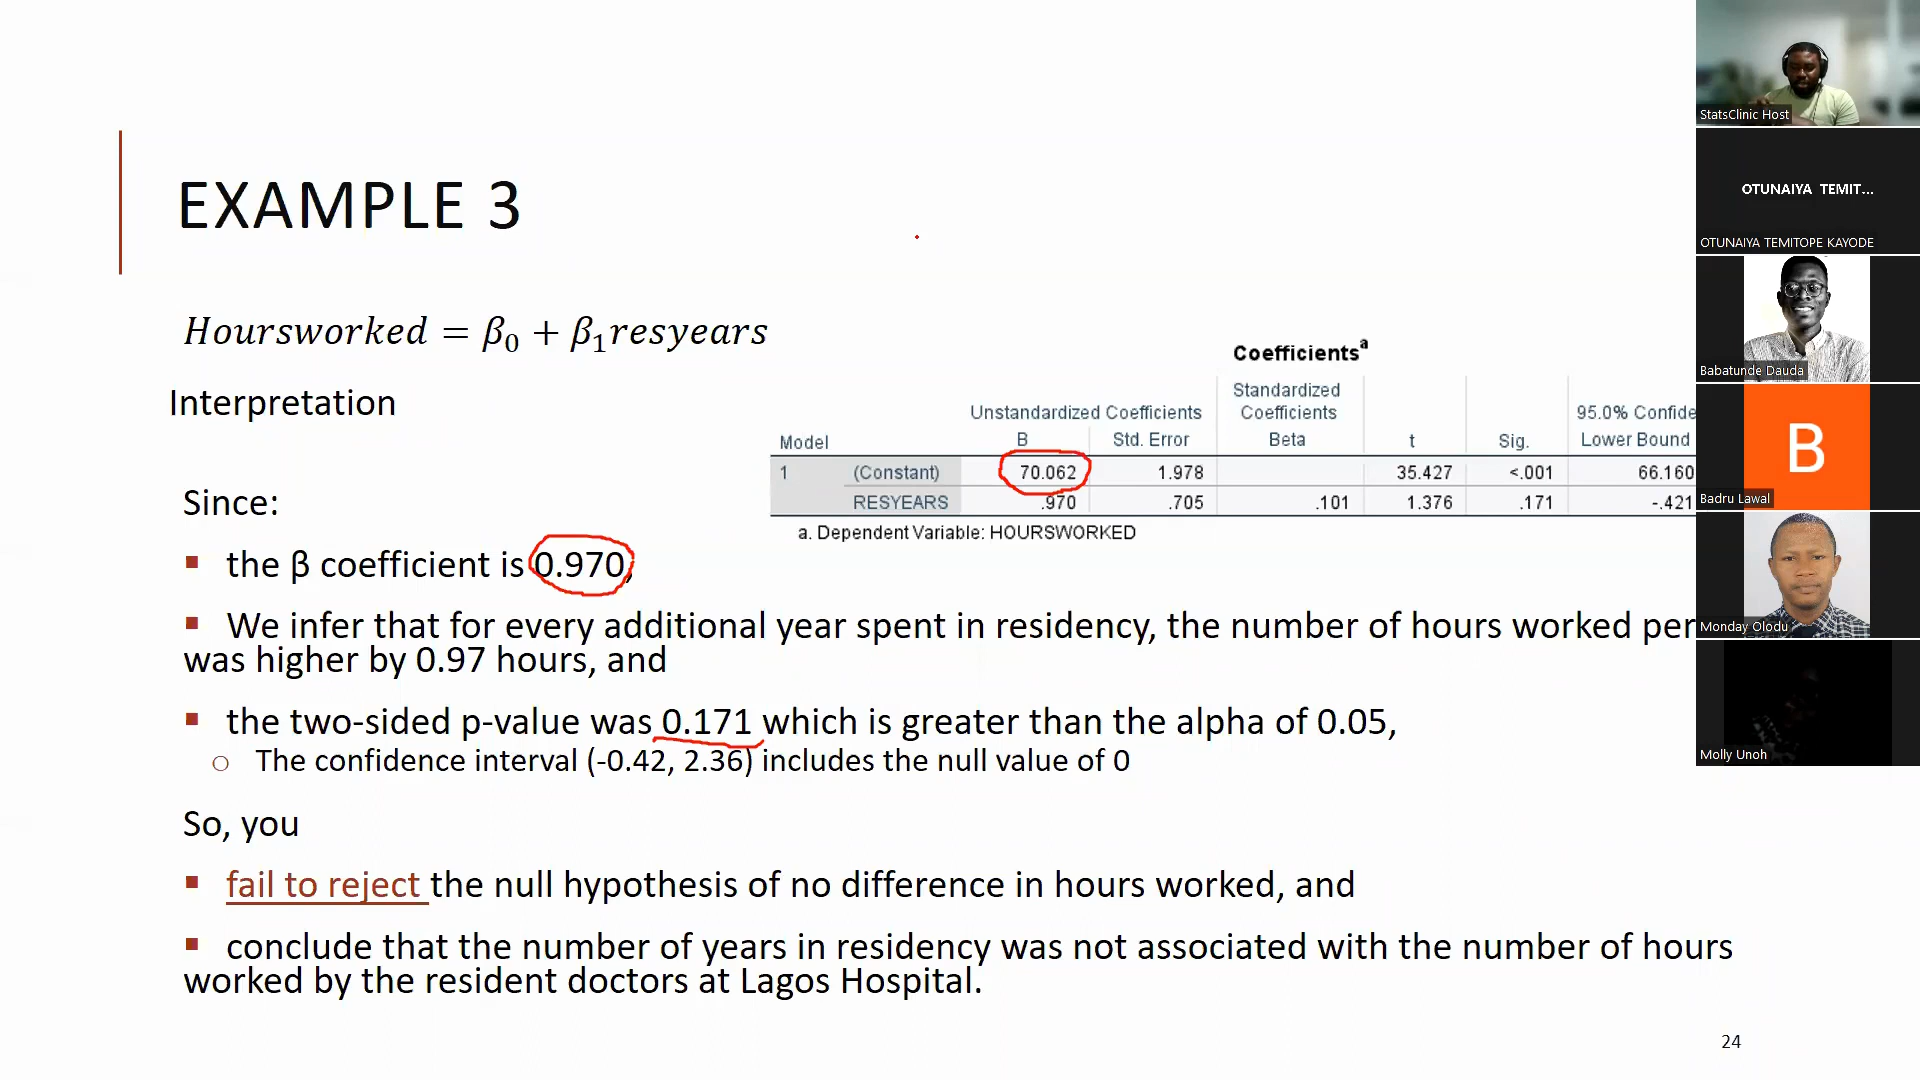 EXAMPLE 3
Hoursworked = β₀ + β₁resyears
Interpretation
Coefficientsᵃ
Unstandardized Coefficients
Standardized Coefficients
95.0% Confide
Model B Std. Error Beta t Sig. Lower Bound
1 (Constant) 70.062 1.978 35.427 <.001 66.160
RESYEARS .970 .705 .101 1.376 .171 -.421
a. Dependent Variable: HOURSWORKED
Since:
▪ the β coefficient is 0.970,
▪ We infer that for every additional year spent in residency, the number of hours worked per
was higher by 0.97 hours, and
▪ the two-sided p-value was 0.171 which is greater than the alpha of 0.05,
○ The confidence interval (-0.42, 2.36) includes the null value of 0
So, you
▪ fail to reject the null hypothesis of no difference in hours worked, and
▪ conclude that the number of years in residency was not associated with the number of hours
worked by the resident doctors at Lagos Hospital.
24
StatsClinic Host
OTUNAIYA TEMIT...
OTUNAIYA TEMITOPE KAYODE
Babatunde Dauda
B
Badru Lawal
Monday Olodu
Molly Unoh